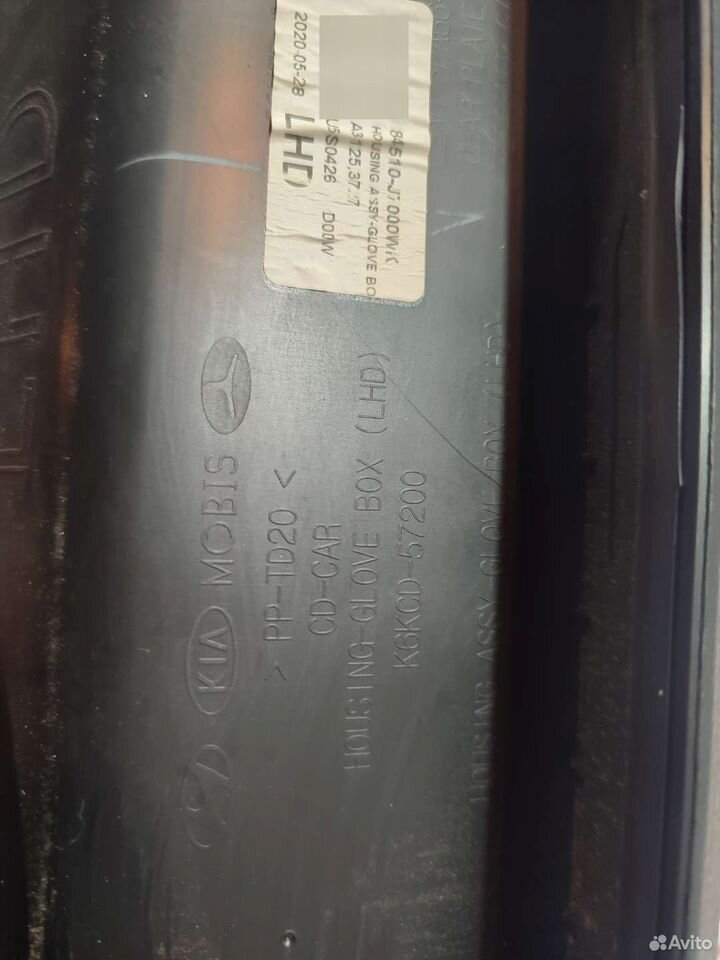 84510-J7000WK
HOUSING ASSY-GLOVE BO
A3125,37.7
U5S0426 D00W
2020-05-28 LHD
KIA MOBIS
> PP-TD20 <
CD-CAR
HOUSING-GLOVE BOX (LHD)
K6KCD-57200
HOUSING ASSY GLOVE BOX (LHD)
Avito